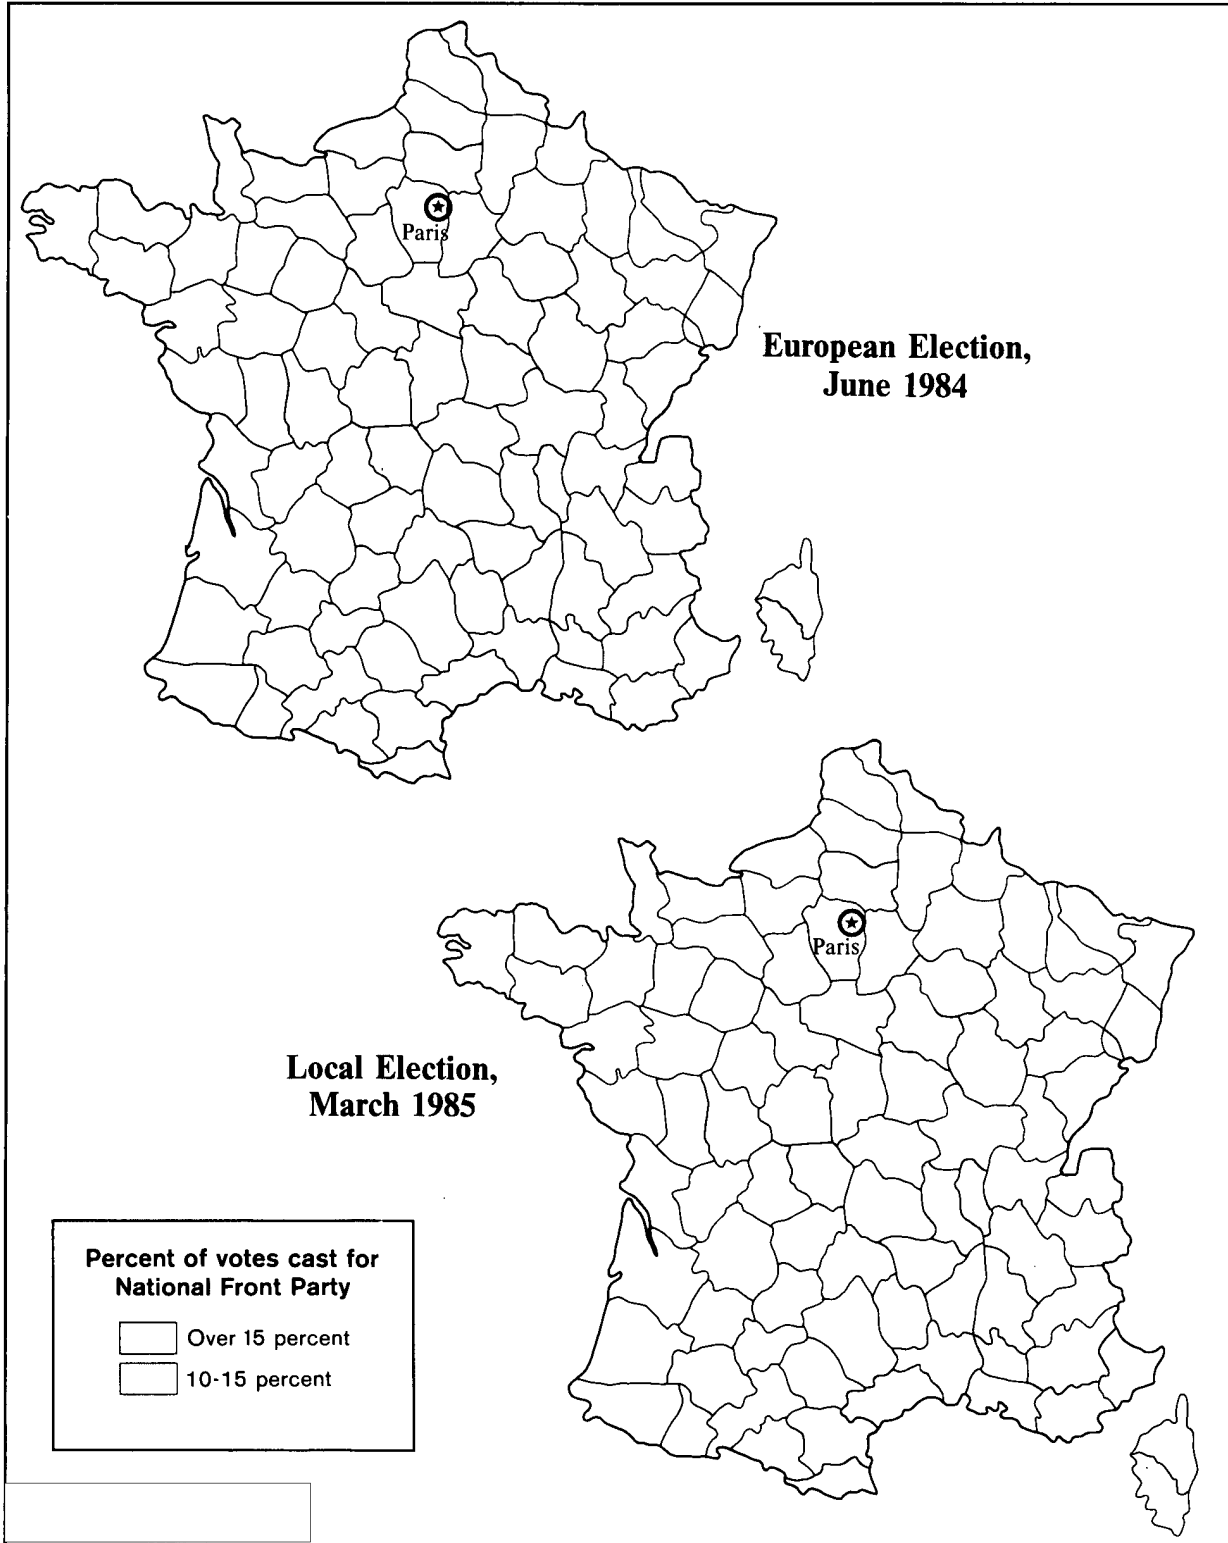 Paris
European Election,
June 1984
Paris
Local Election,
March 1985
Percent of votes cast for
National Front Party
Over 15 percent
10-15 percent